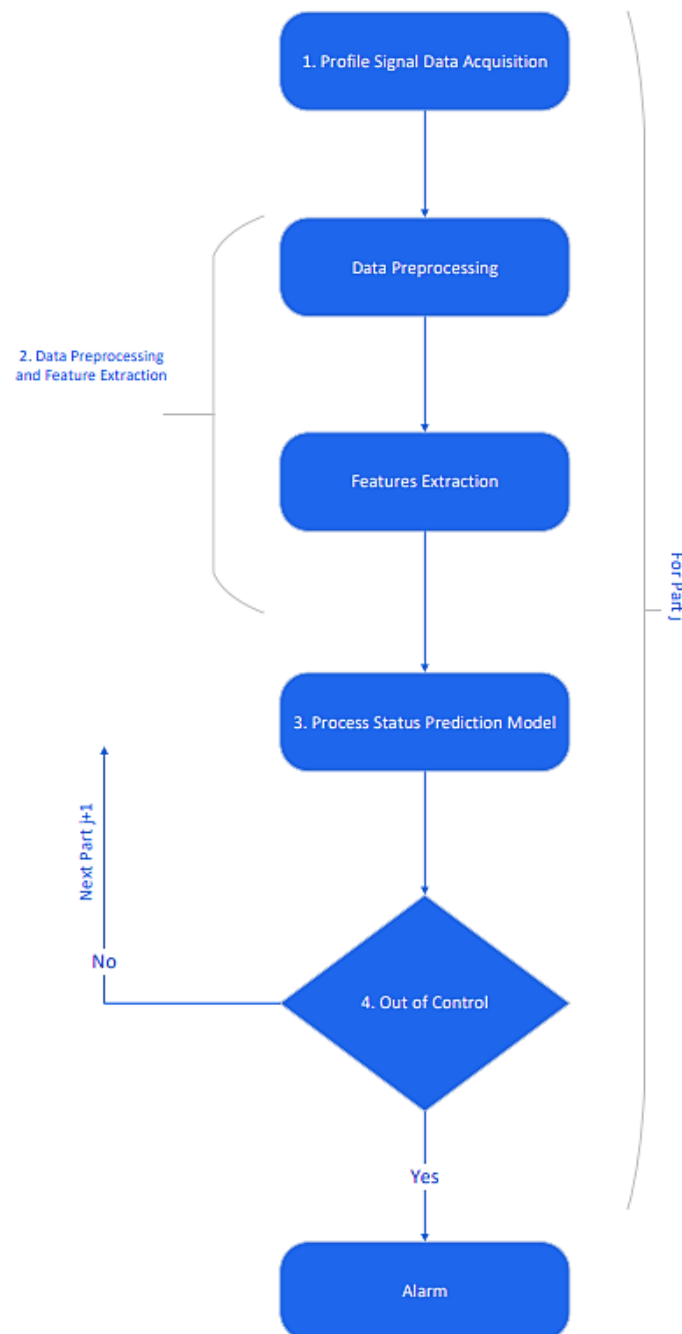 1. Profile Signal Data Acquisition
Data Preprocessing
2. Data Preprocessing
and Feature Extraction
Features Extraction
For Part j
3. Process Status Prediction Model
Next Part j+1
No
4. Out of Control
Yes
Alarm